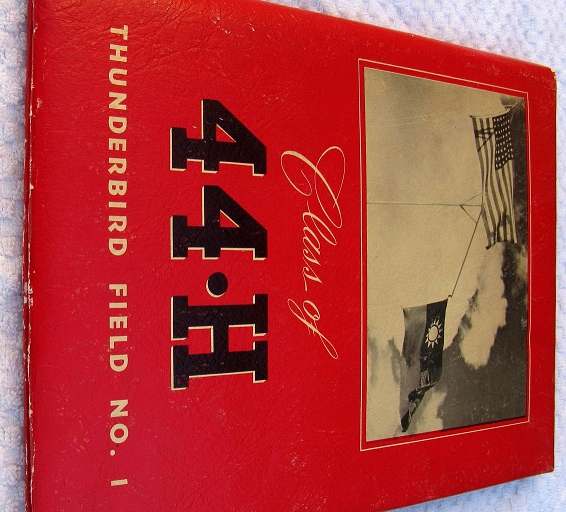 Class of
44·H
THUNDERBIRD FIELD NO. 1